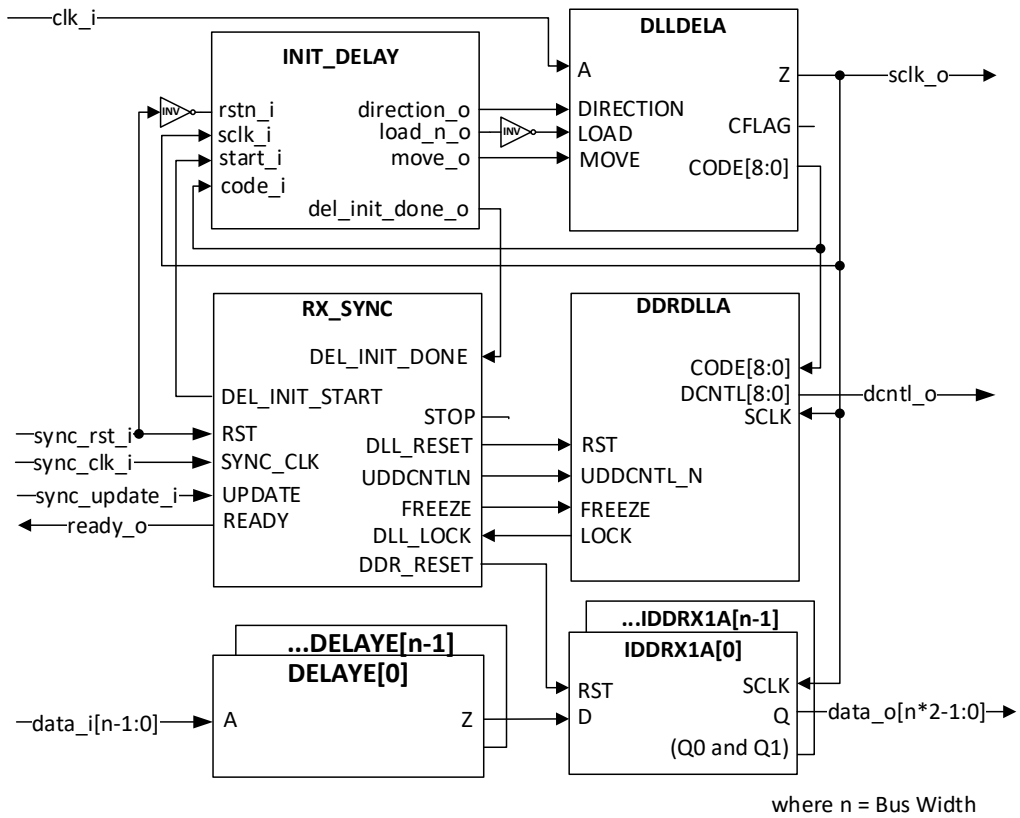 clk_i
DLLDELA
INIT_DELAY
A
Z
sclk_o
INV
rstn_i
direction_o
DIRECTION
sclk_i
load_n_o
INV
LOAD
CFLAG
start_i
move_o
MOVE
code_i
CODE[8:0]
del_init_done_o
RX_SYNC
DDRDLLA
DEL_INIT_DONE
CODE[8:0]
DEL_INIT_START
DCNTL[8:0]
dcntl_o
STOP
SCLK
sync_rst_i
RST
DLL_RESET
RST
sync_clk_i
SYNC_CLK
UDDCNTLN
UDDCNTL_N
sync_update_i
UPDATE
FREEZE
FREEZE
ready_o
READY
DLL_LOCK
LOCK
DDR_RESET
...DELAYE[n-1]
...IDDRX1A[n-1]
DELAYE[0]
IDDRX1A[0]
RST
SCLK
data_i[n-1:0]
A
Z
D
Q
data_o[n*2-1:0]
(Q0 and Q1)
where n = Bus Width